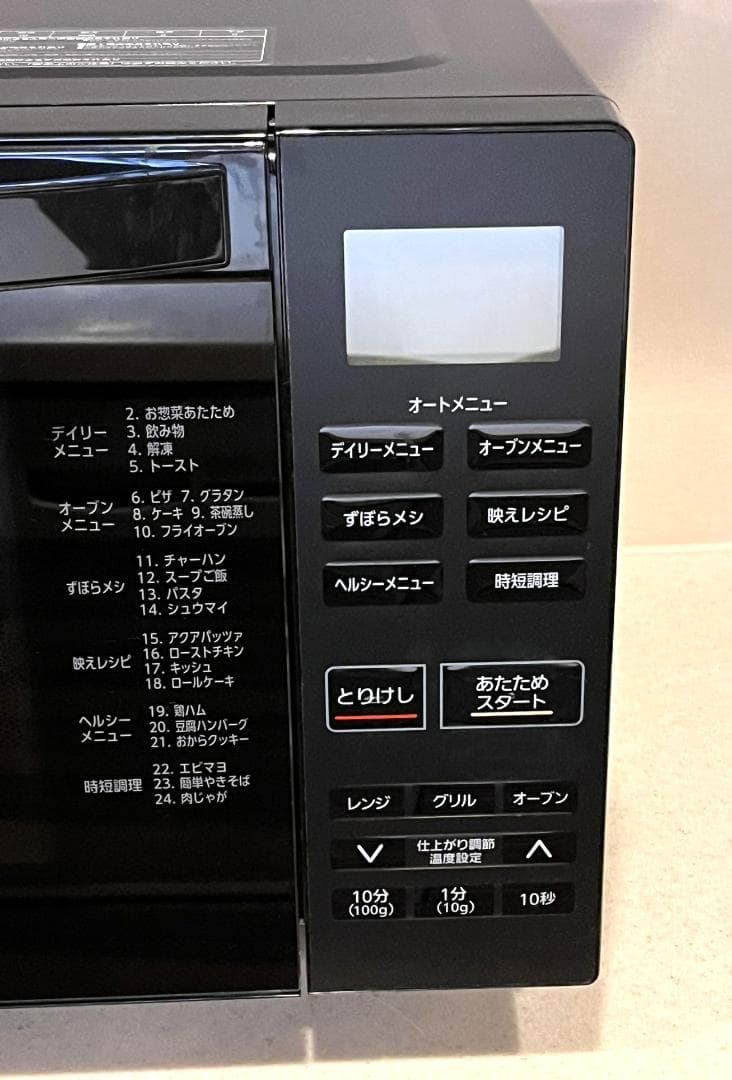 デイリー
メニュー
2. お惣菜あたため
3. 飲み物
4. 解凍
5. トースト
オーブン
メニュー
6. ピザ 7. グラタン
8. ケーキ 9. 茶碗蒸し
10. フライオーブン
ずぼらメシ
11. チャーハン
12. スープご飯
13. パスタ
14. シュウマイ
映えレシピ
15. アクアパッツァ
16. ローストチキン
17. キッシュ
18. ロールケーキ
ヘルシー
メニュー
19. 鶏ハム
20. 豆腐ハンバーグ
21. おからクッキー
時短調理
22. エビマヨ
23. 簡単やきそば
24. 肉じゃが
オートメニュー
デイリーメニュー
オーブンメニュー
ずぼらメシ
映えレシピ
ヘルシーメニュー
時短調理
とりけし
あたため
スタート
レンジ
グリル
オーブン
仕上がり調節
温度設定
10分
(100g)
1分
(10g)
10秒